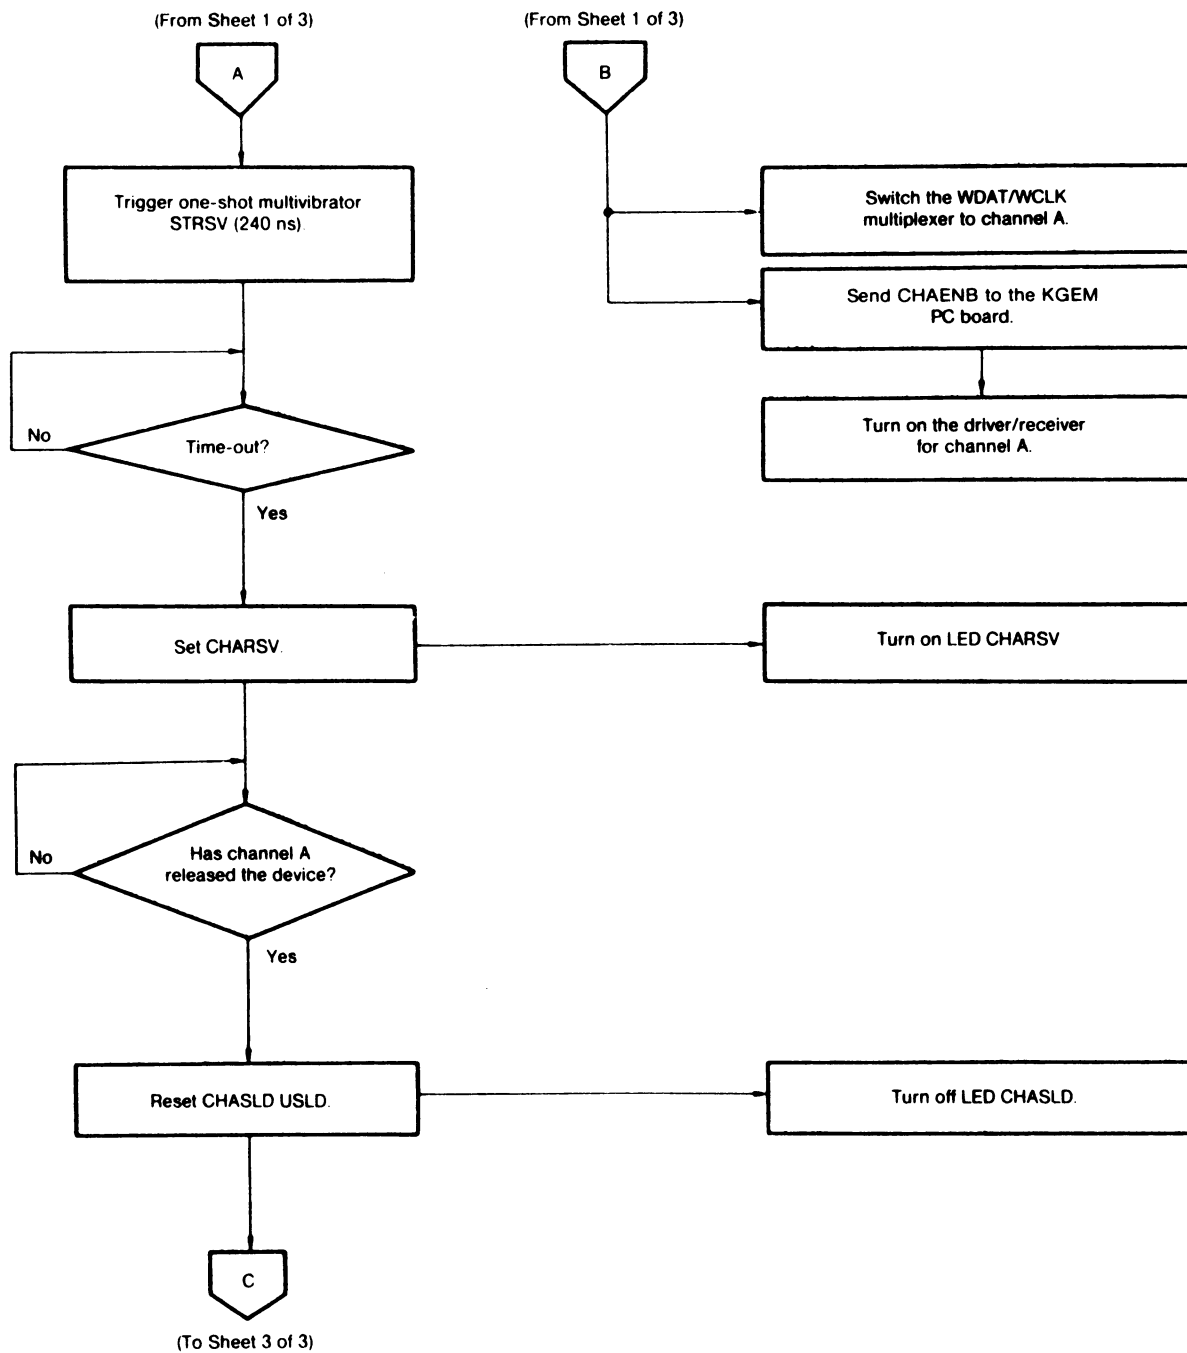 (From Sheet 1 of 3)
A
Trigger one-shot multivibrator
STRSV (240 ns).
No
Time-out?
Yes
Set CHARSV.
Turn on LED CHARSV
No
Has channel A
released the device?
Yes
Reset CHASLD USLD.
Turn off LED CHASLD.
C
(To Sheet 3 of 3)
(From Sheet 1 of 3)
B
Switch the WDAT/WCLK
multiplexer to channel A.
Send CHAENB to the KGEM
PC board.
Turn on the driver/receiver
for channel A.